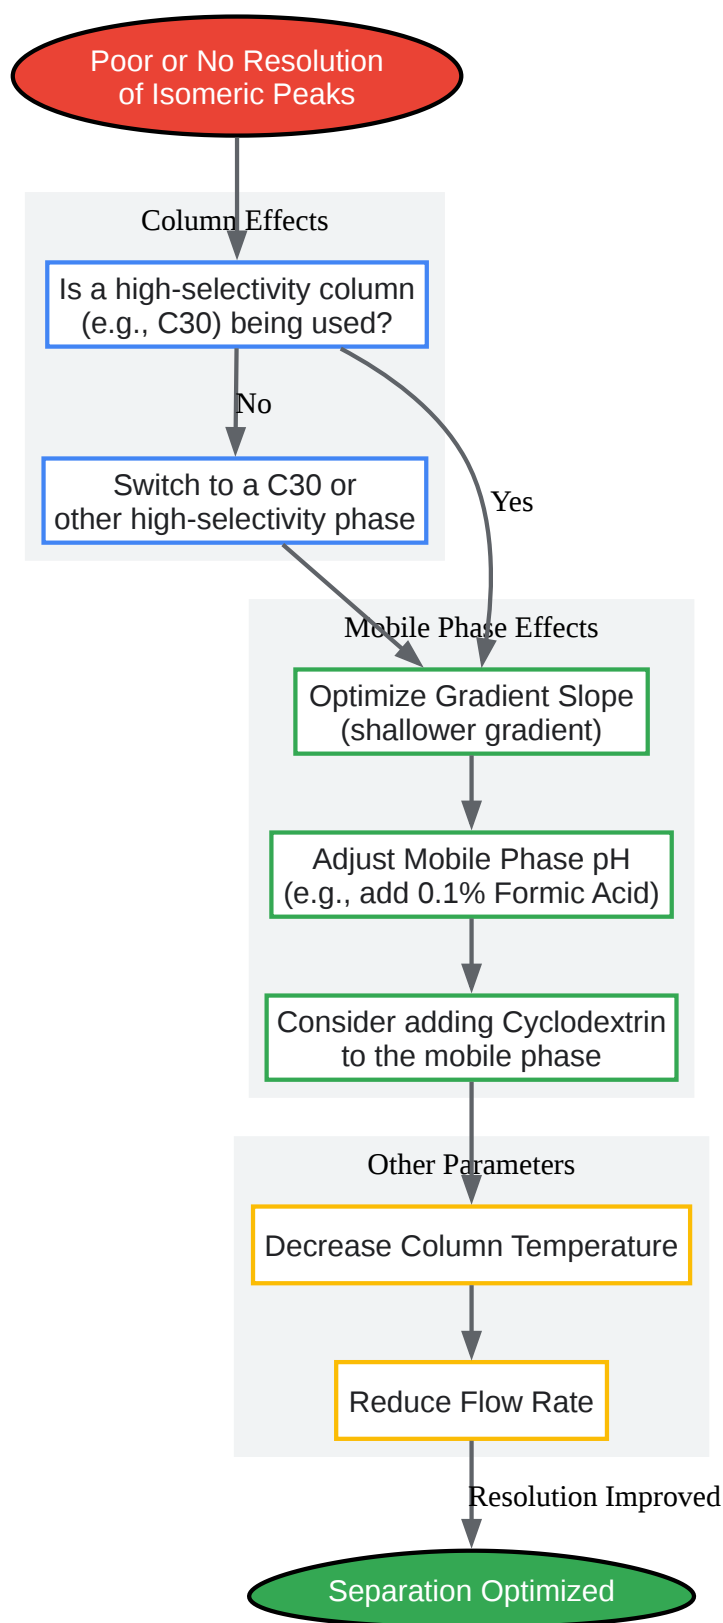 Poor or No Resolution
of Isomeric Peaks
Column Effects
Is a high-selectivity column
(e.g., C30) being used?
No
Switch to a C30 or
other high-selectivity phase
Yes
Mobile Phase Effects
Optimize Gradient Slope
(shallower gradient)
Adjust Mobile Phase pH
(e.g., add 0.1% Formic Acid)
Consider adding Cyclodextrin
to the mobile phase
Other Parameters
Decrease Column Temperature
Reduce Flow Rate
Resolution Improved
Separation Optimized